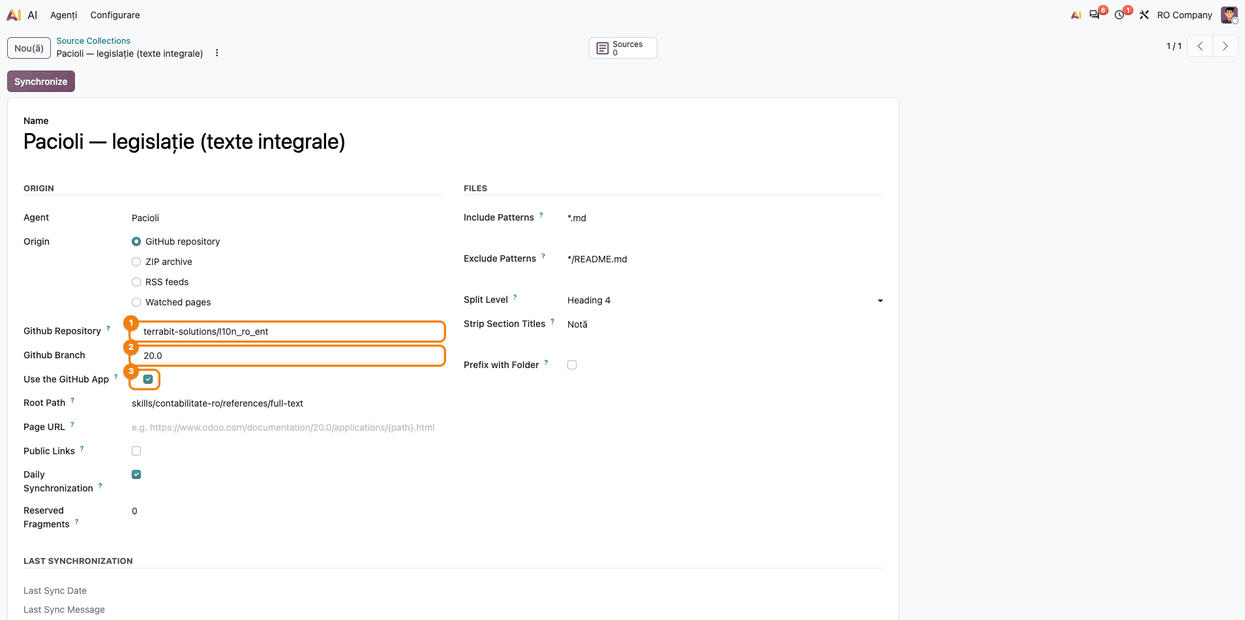 AI Agenți Configurare
6 1 RO Company
Nou(ă)
Source Collections
Pacioli — legislație (texte integrale)
Sources
0
1 / 1
Synchronize
Name
Pacioli — legislație (texte integrale)
ORIGIN
Agent Pacioli
Origin GitHub repository
ZIP archive
RSS feeds
Watched pages
1
Github Repository ? terrabit-solutions/l10n_ro_ent
2
Github Branch 20.0
3
Use the GitHub App ?
Root Path ? skills/contabilitate-ro/references/full-text
Page URL ? e.g. https://www.odoo.com/documentation/20.0/applications/{path}.html
Public Links ?
Daily
Synchronization ?
Reserved 0
Fragments ?
FILES
Include Patterns ? *.md
Exclude Patterns ? */README.md
Split Level ? Heading 4
Strip Section Titles ? Notă
Prefix with Folder ?
LAST SYNCHRONIZATION
Last Sync Date
Last Sync Message